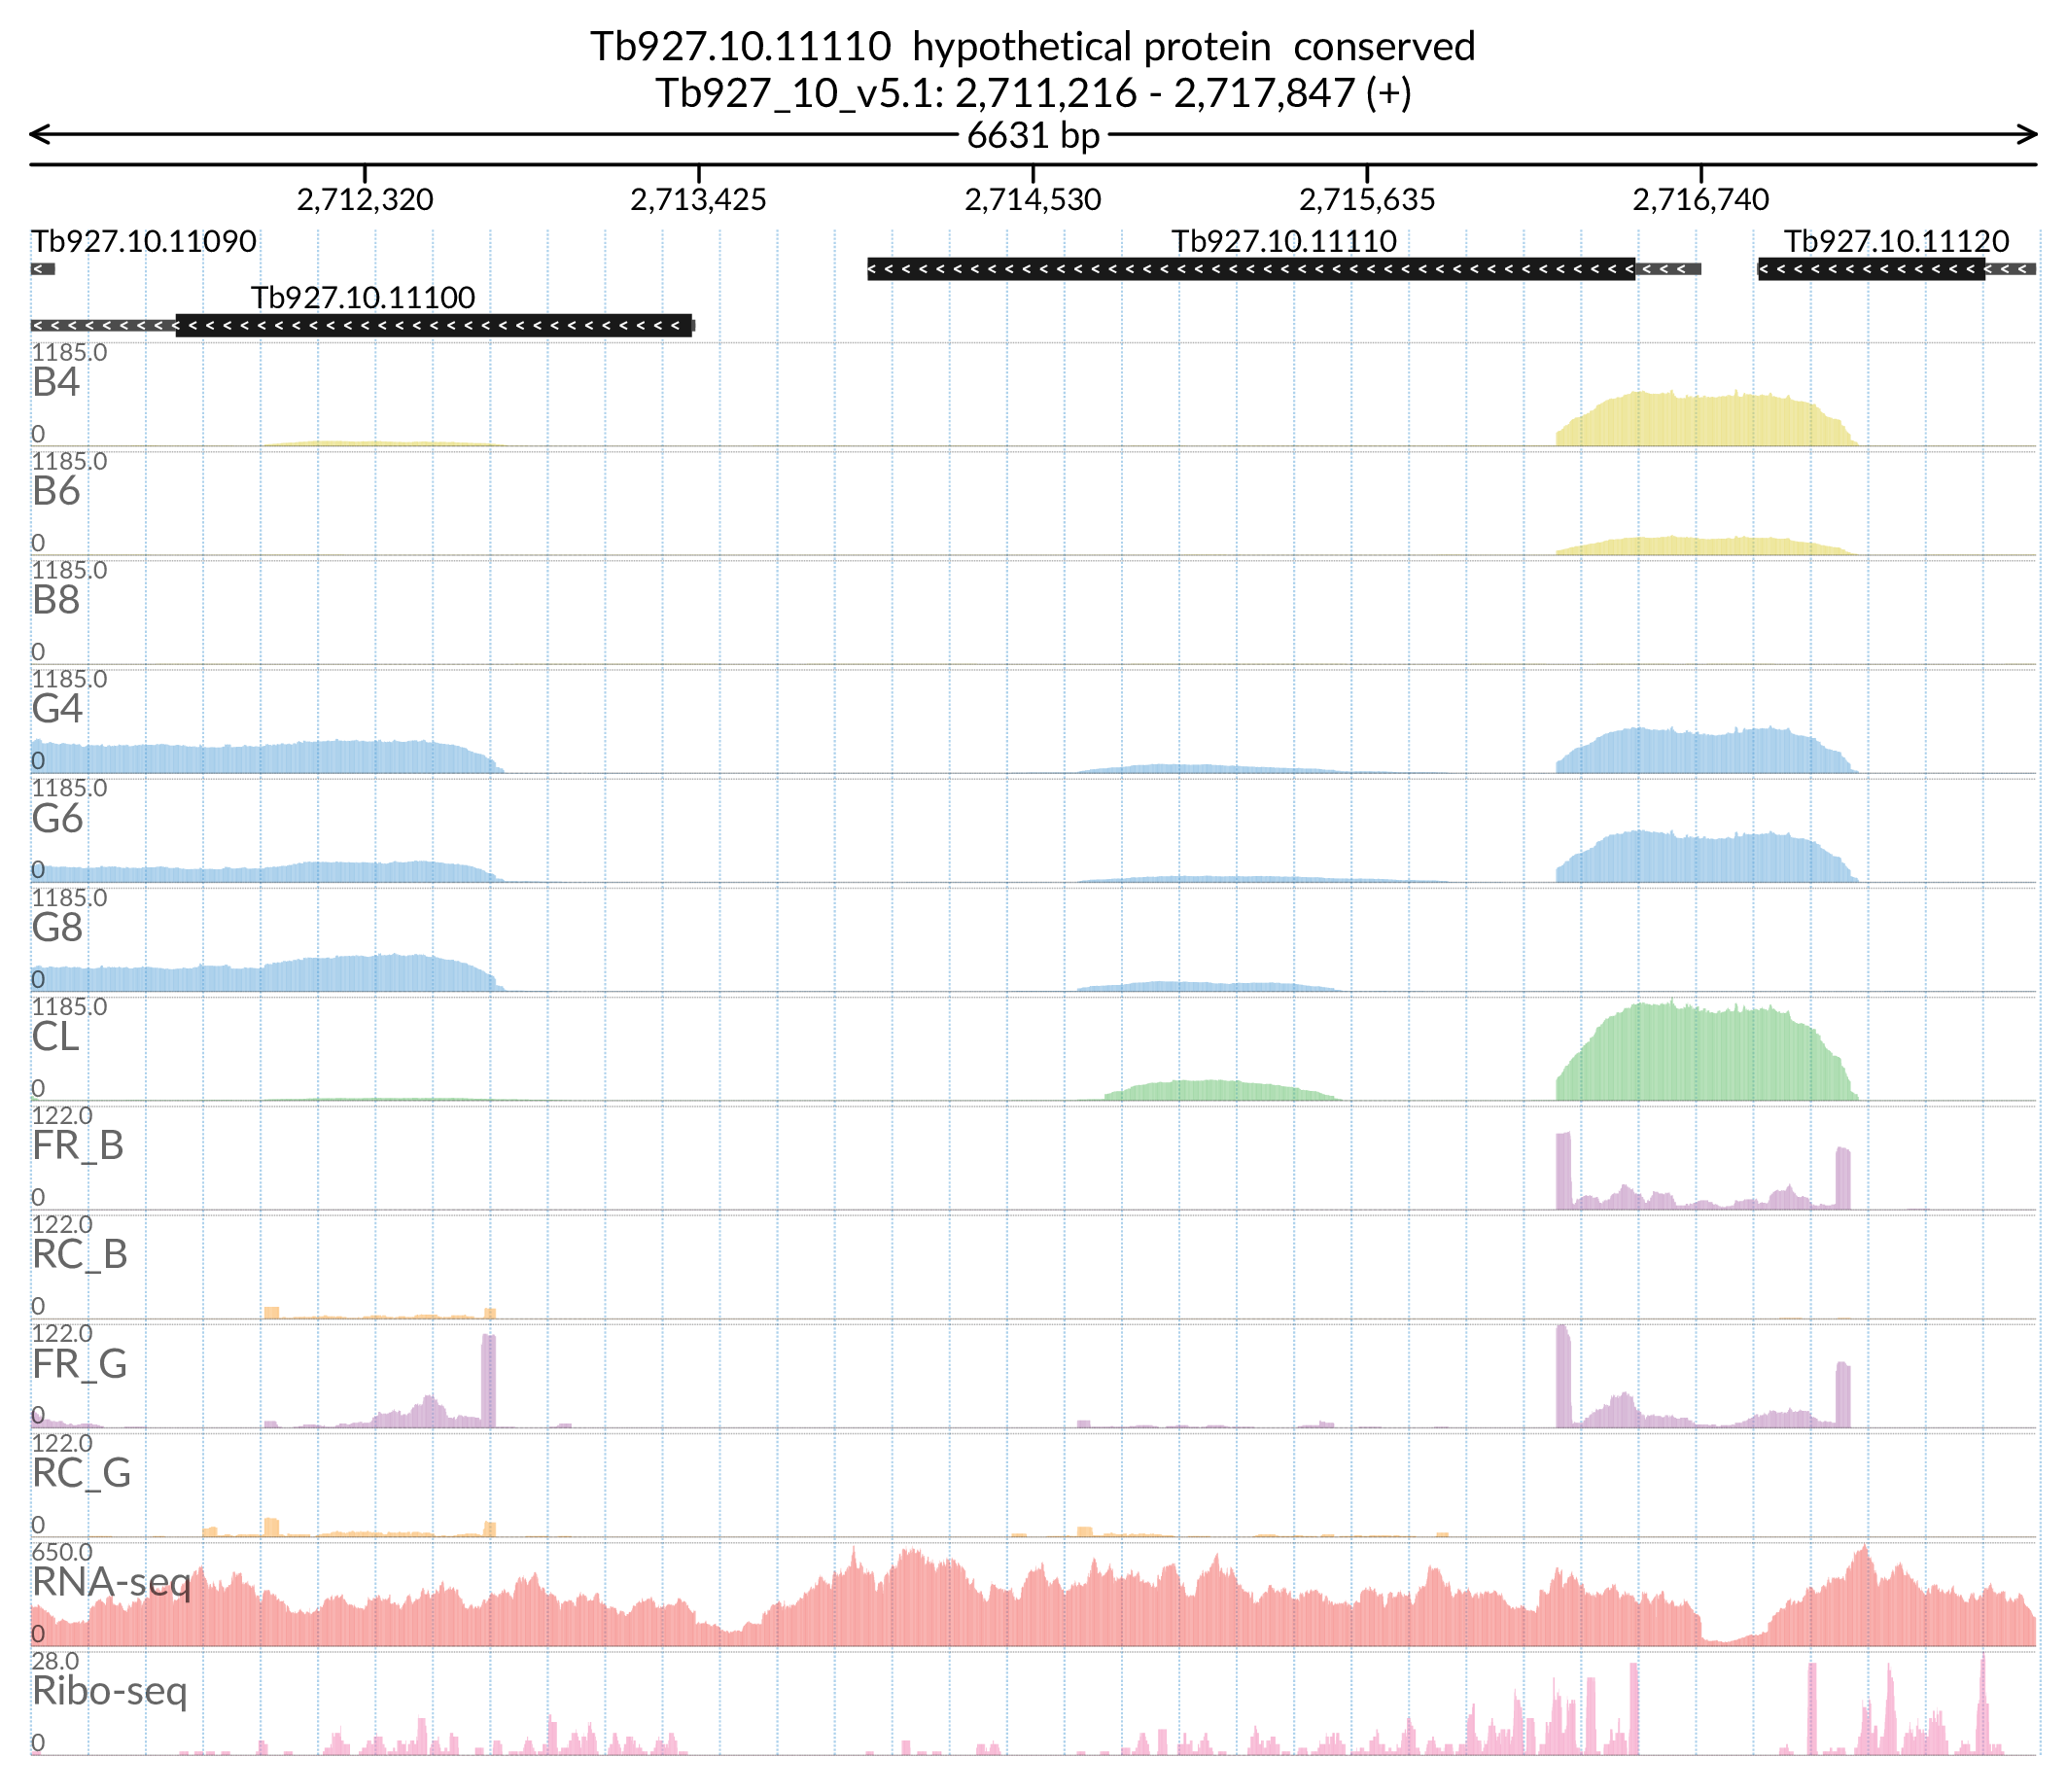 Tb927.10.11110 hypothetical protein conserved
Tb927_10_v5.1: 2,711,216 - 2,717,847 (+)
6631 bp
2,712,320 2,713,425 2,714,530 2,715,635 2,716,740
Tb927.10.11090 Tb927.10.11110 Tb927.10.11120
Tb927.10.11100
1185.0
B4
0
1185.0
B6
0
1185.0
B8
0
1185.0
G4
0
1185.0
G6
0
1185.0
G8
0
1185.0
CL
0
122.0
FR_B
0
122.0
RC_B
0
122.0
FR_G
0
122.0
RC_G
0
650.0
RNA-seq
0
28.0
Ribo-seq
0